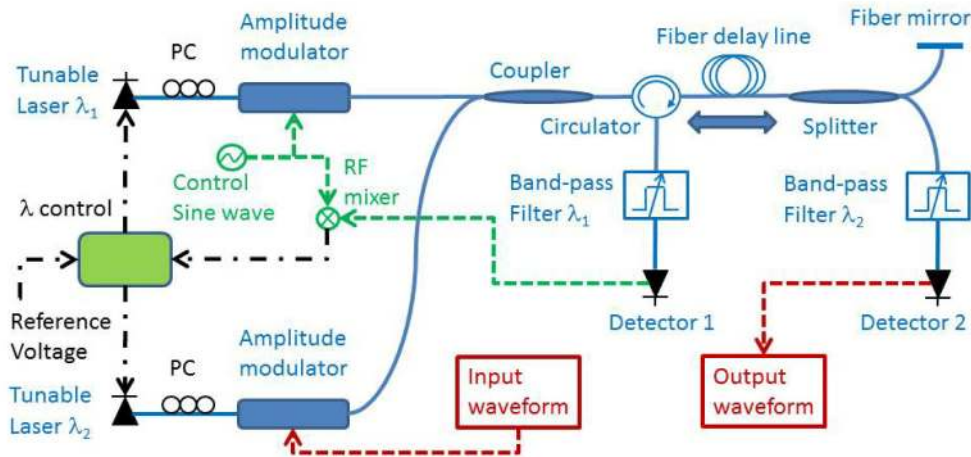 Amplitude
modulator
PC
Tunable
Laser λ1
Coupler
Fiber delay line
Fiber mirror
Circulator
Splitter
Control
Sine wave
RF
mixer
Band-pass
Filter λ1
Band-pass
Filter λ2
λ control
Reference
Voltage
Detector 1
Detector 2
Amplitude
modulator
PC
Tunable
Laser λ2
Input
waveform
Output
waveform